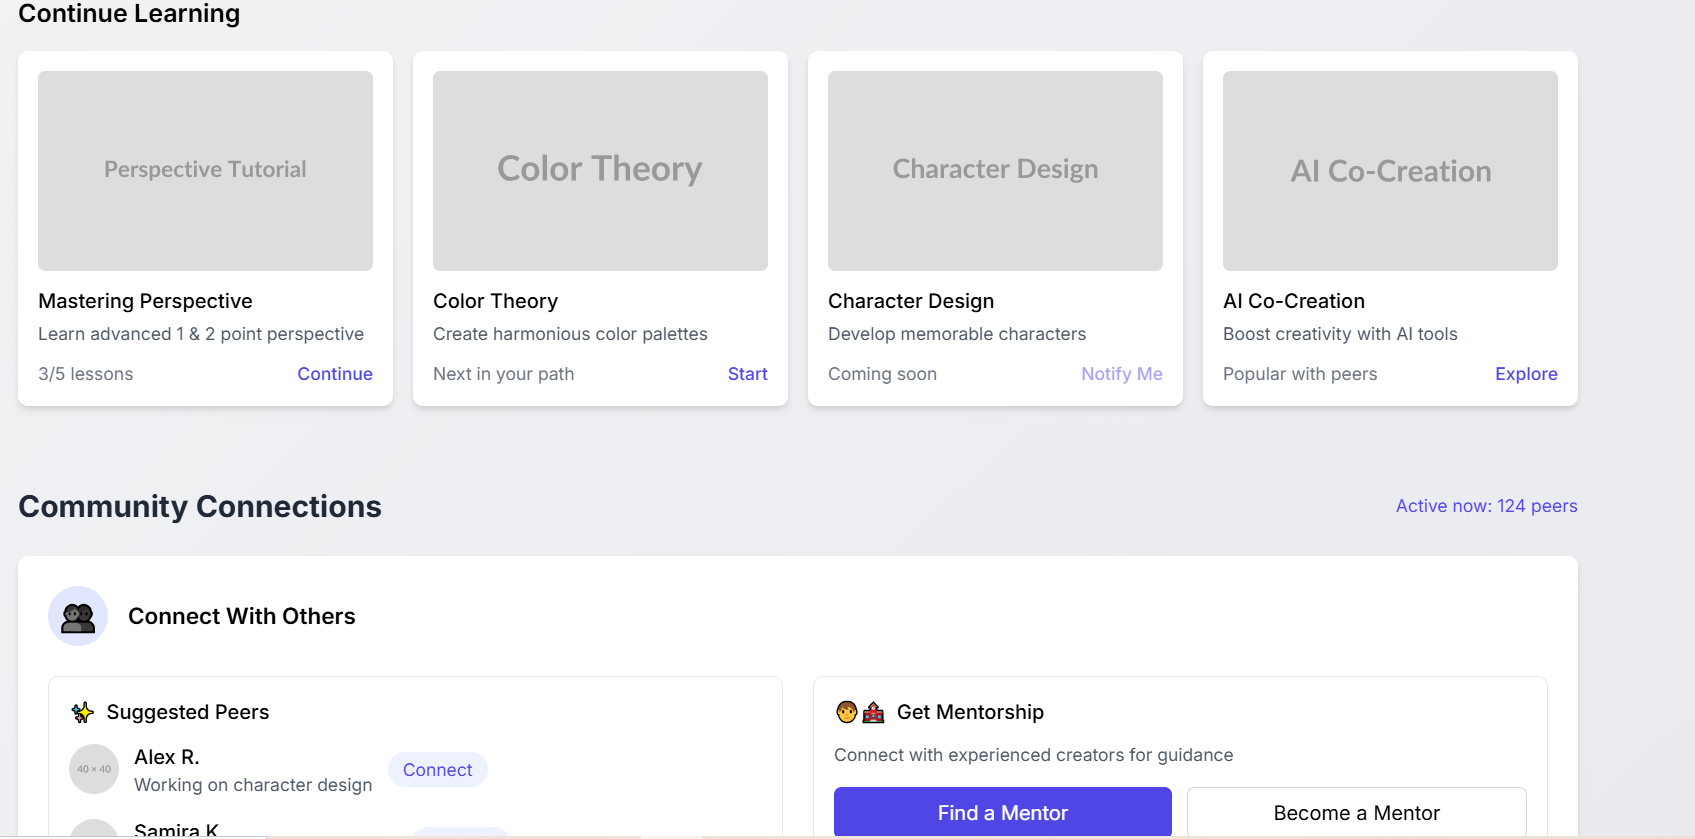 Continue Learning
Perspective Tutorial
Color Theory
Character Design
AI Co-Creation
Mastering Perspective
Learn advanced 1 & 2 point perspective
3/5 lessons
Continue
Color Theory
Create harmonious color palettes
Next in your path
Start
Character Design
Develop memorable characters
Coming soon
Notify Me
AI Co-Creation
Boost creativity with AI tools
Popular with peers
Explore
Community Connections
Active now: 124 peers
Connect With Others
Suggested Peers
40 × 40
Alex R.
Working on character design
Connect
Samira K.
Get Mentorship
Connect with experienced creators for guidance
Find a Mentor
Become a Mentor